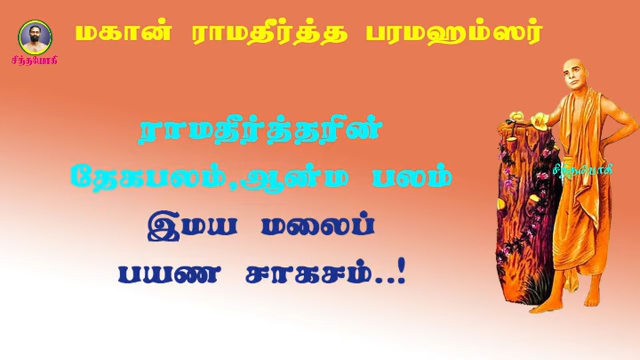 மகான் ராமதீர்த்த பரமஹம்ஸர்
சித்தயோகி
ராமதீர்த்தரின்
தேகபலம்,ஆன்ம பலம்
சித்தயோகி
இமய மலைப்
பயண சாகசம்..!